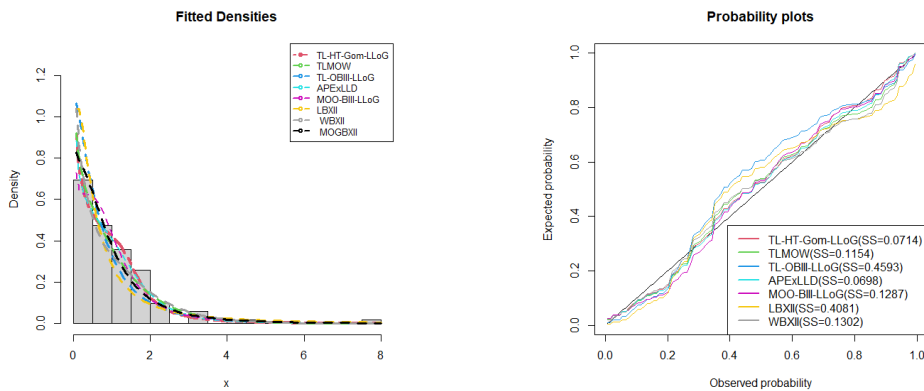 Fitted Densities
TL-HT-Gom-LLoG
TLMOW
TL-OBIII-LLoG
APExLLD
MOO-BIII-LLoG
LBXII
WBXII
MOGBXII
Density
0.0 0.2 0.4 0.6 0.8 1.0 1.2
0 2 4 6 8
x
Probability plots
Expected probability
0.0 0.2 0.4 0.6 0.8 1.0
TL-HT-Gom-LLoG(SS=0.0714)
TLMOW(SS=0.1154)
TL-OBIII-LLoG(SS=0.4593)
APExLLD(SS=0.0698)
MOO-BIII-LLoG(SS=0.1287)
LBXII(SS=0.4081)
WBXII(SS=0.1302)
0.0 0.2 0.4 0.6 0.8 1.0
Observed probability